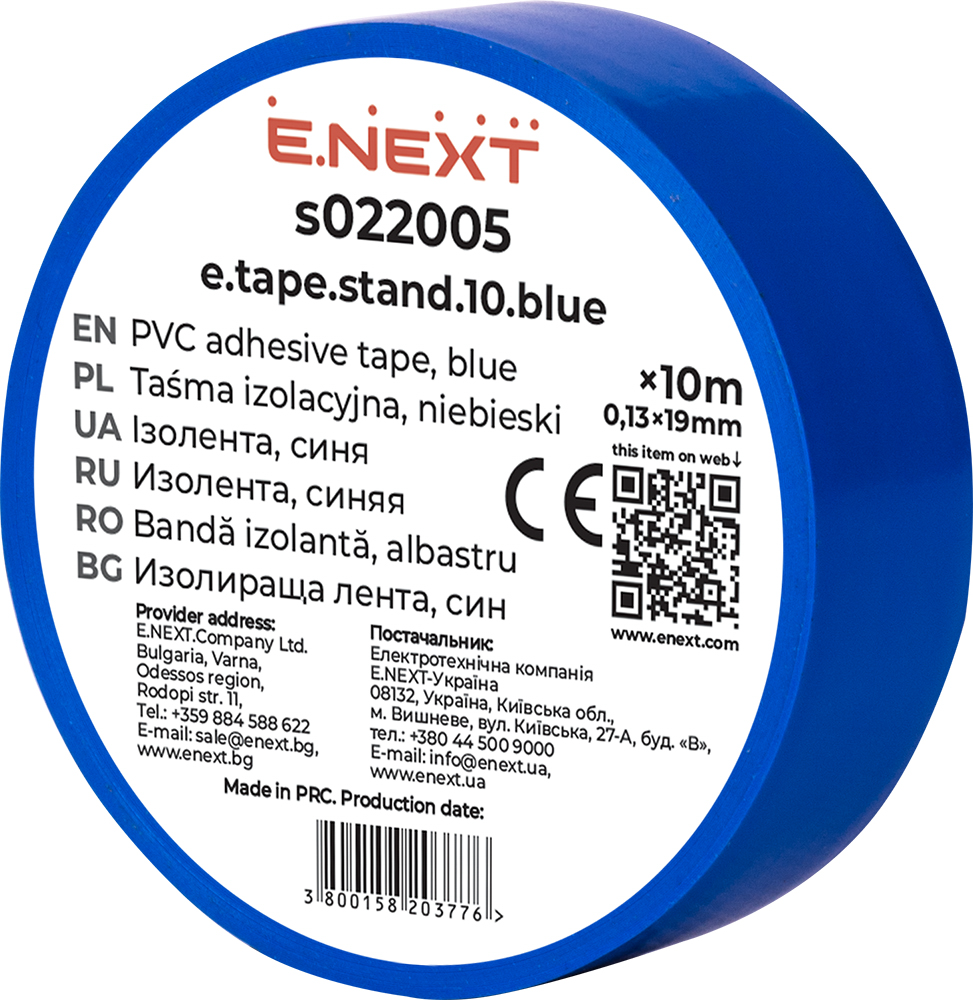 E.NEXT
s022005
e.tape.stand.10.blue
EN PVC adhesive tape, blue
PL Taśma izolacyjna, niebieski
UA Ізолента, синя
RU Изолента, синяя
RO Bandă izolantă, albastru
BG Изолираща лента, син
×10m
0,13×19mm
this item on web↓
CE
www.enext.com
Provider address:
E.NEXT.Company Ltd.
Bulgaria, Varna,
Odessos region,
Rodopi str. 11,
Tel.: +359 884 588 622
E-mail: sale@enext.bg,
www.enext.bg
Постачальник:
Електротехнічна компанія
E.NEXT-Україна
08132, Україна, Київська обл.,
м. Вишневе, вул. Київська, 27-А, буд. «В»,
тел.: +380 44 500 9000
E-mail: info@enext.ua,
www.enext.ua
Made in PRC. Production date:
3 800158 203776 >